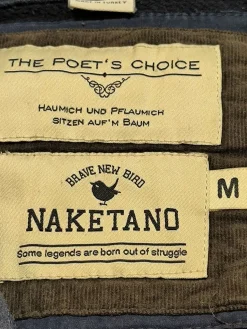 THE POET'S CHOICE
HAUMICH UND PFLAUMICH
SITZEN AUF'M BAUM
BRAVE NEW BIRD
NAKETANO
Some legends are born out of struggle
M